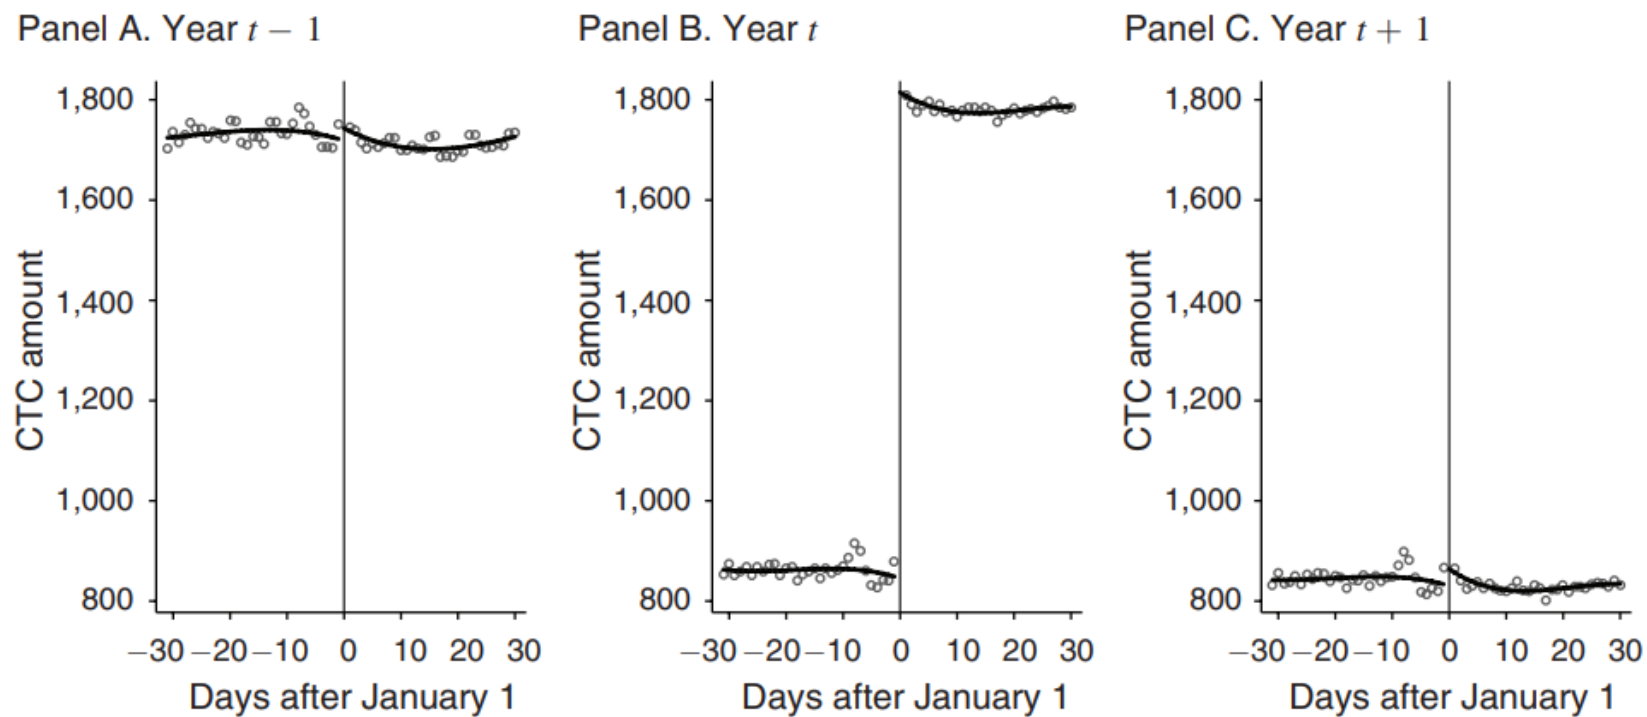 Panel A. Year t − 1
1,800
1,600
1,400
1,200
1,000
800
CTC amount
−30 −20 −10 0 10 20 30
Days after January 1
Panel B. Year t
1,800
1,600
1,400
1,200
1,000
800
CTC amount
−30 −20 −10 0 10 20 30
Days after January 1
Panel C. Year t + 1
1,800
1,600
1,400
1,200
1,000
800
CTC amount
−30 −20 −10 0 10 20 30
Days after January 1